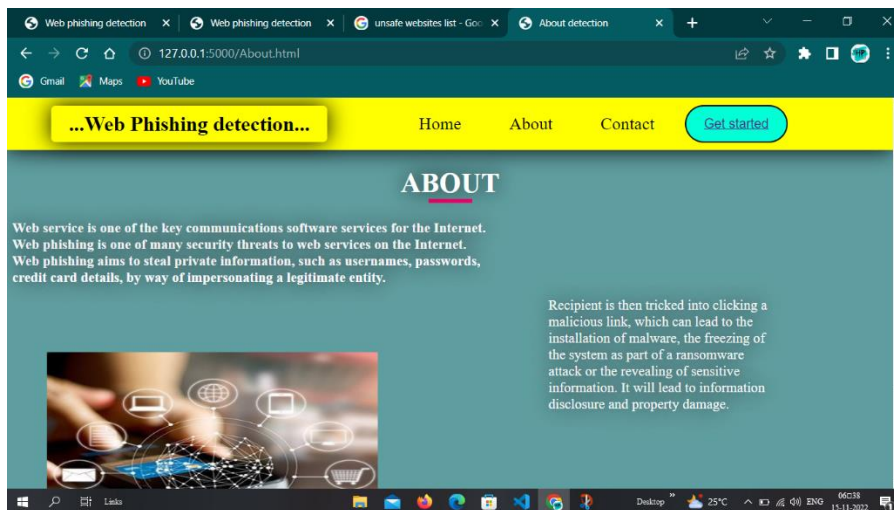 Web phishing detection
Web phishing detection
unsafe websites list - Goo
About detection
127.0.0.1:5000/About.html
Gmail
Maps
YouTube
...Web Phishing detection...
Home
About
Contact
Get started
ABOUT
Web service is one of the key communications software services for the Internet.
Web phishing is one of many security threats to web services on the Internet.
Web phishing aims to steal private information, such as usernames, passwords,
credit card details, by way of impersonating a legitimate entity.
Recipient is then tricked into clicking a
malicious link, which can lead to the
installation of malware, the freezing of
the system as part of a ransomware
attack or the revealing of sensitive
information. It will lead to information
disclosure and property damage.
Links
Desktop
25°C
ENG
06□38
15-11-2022